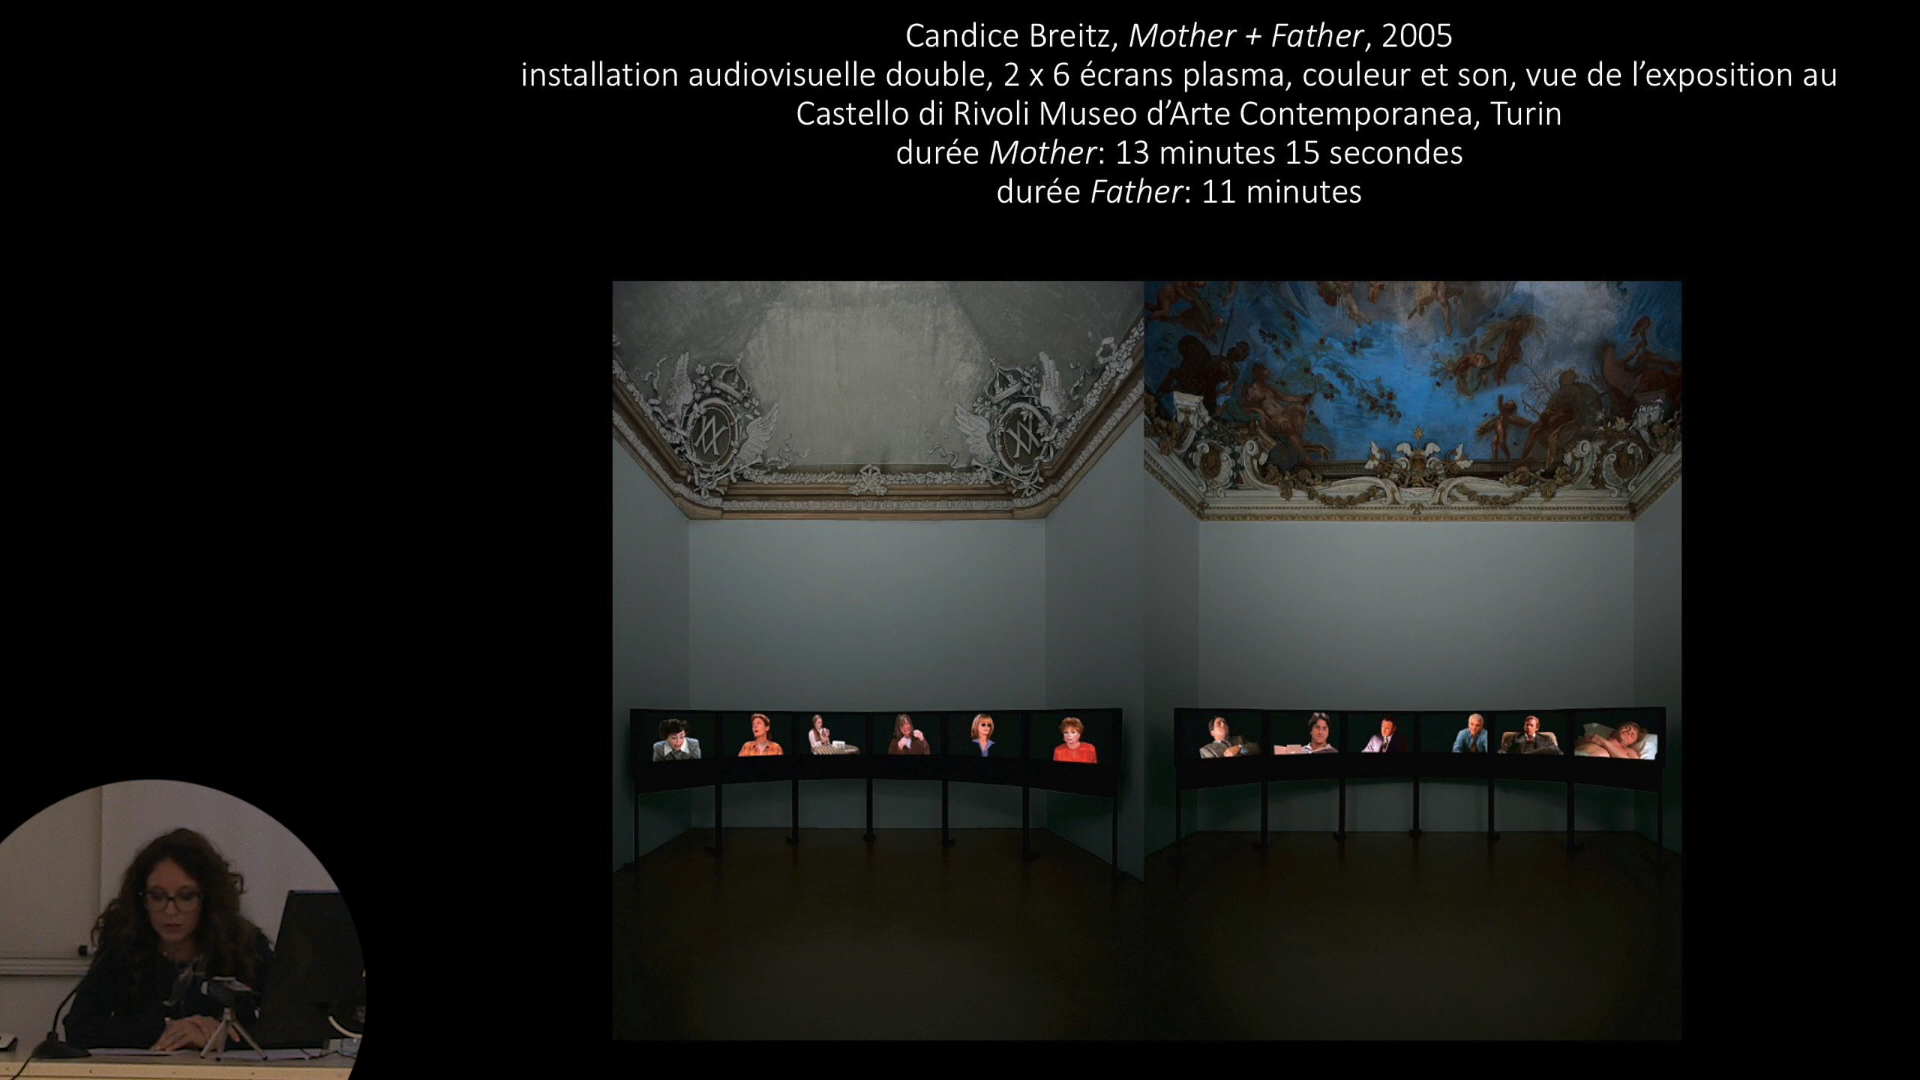 Candice Breitz, Mother + Father, 2005
installation audiovisuelle double, 2 x 6 écrans plasma, couleur et son, vue de l’exposition au
Castello di Rivoli Museo d’Arte Contemporanea, Turin
durée Mother: 13 minutes 15 secondes
durée Father: 11 minutes